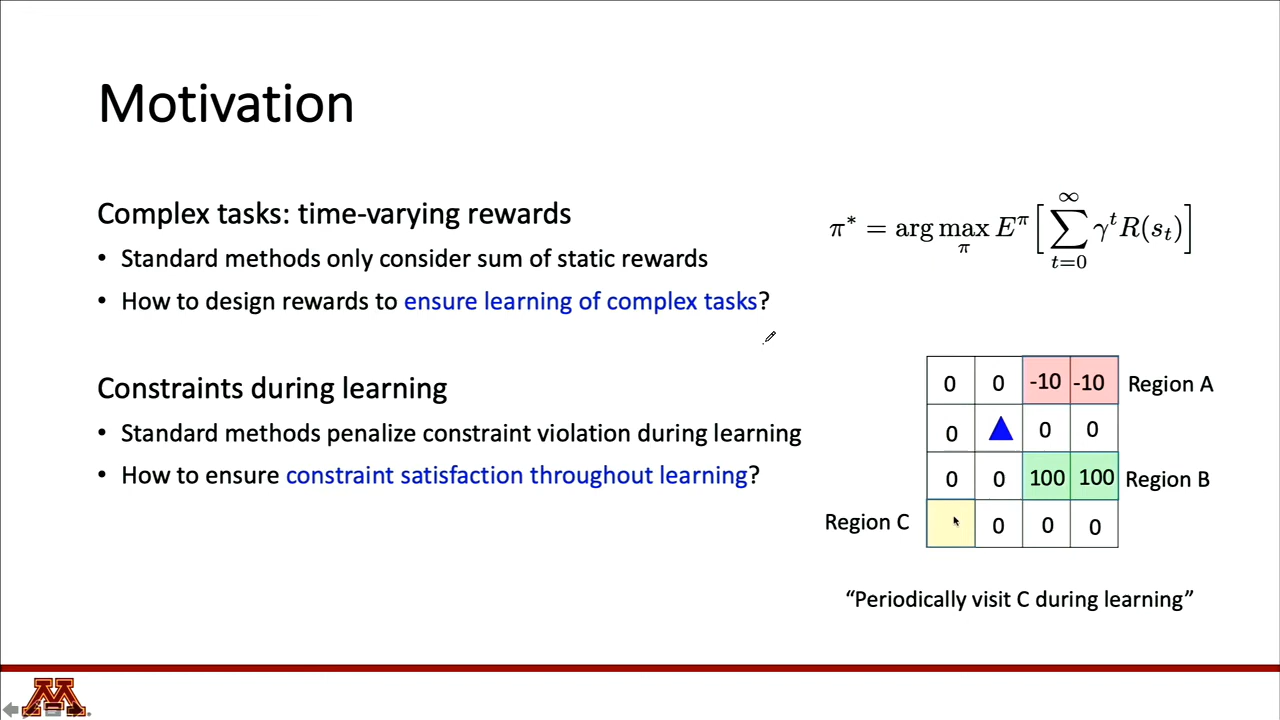 Motivation
Complex tasks: time-varying rewards
• Standard methods only consider sum of static rewards
• How to design rewards to ensure learning of complex tasks?
π* = arg max_π E^π [ ∑_{t=0}^{∞} γ^t R(s_t) ]
Constraints during learning
• Standard methods penalize constraint violation during learning
• How to ensure constraint satisfaction throughout learning?
0 0 -10 -10 Region A
0 0 0
0 0 100 100 Region B
Region C 0 0 0
“Periodically visit C during learning”
M